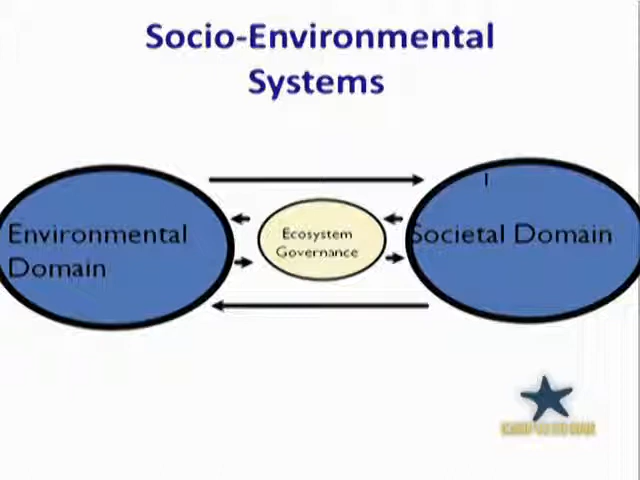 Socio-Environmental
Systems
Environmental
Domain
Ecosystem
Governance
Societal Domain